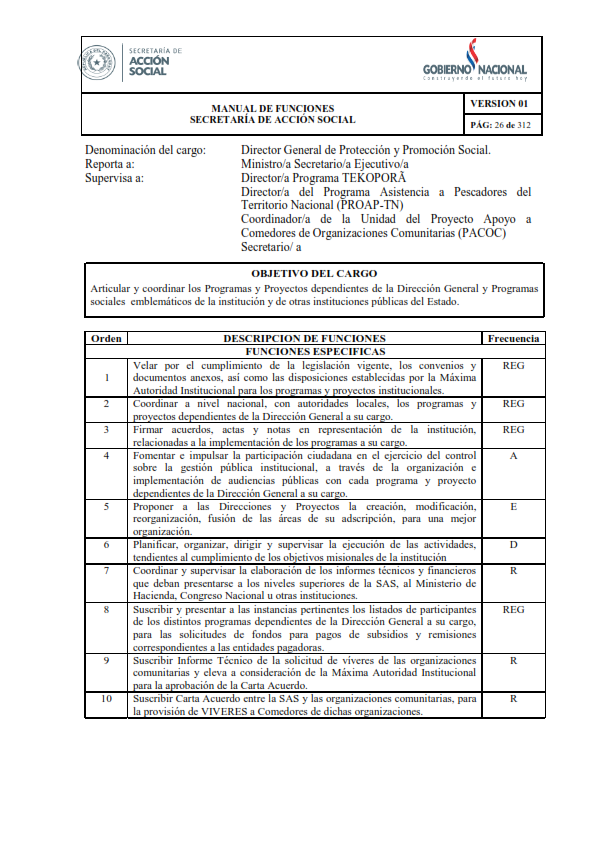 SECRETARÍA DE
ACCIÓN
SOCIAL
GOBIERNO NACIONAL
Construyendo el futuro hoy
MANUAL DE FUNCIONES
SECRETARÍA DE ACCIÓN SOCIAL
VERSION 01
PÁG: 26 de 312
Denominación del cargo: Director General de Protección y Promoción Social.
Reporta a: Ministro/a Secretario/a Ejecutivo/a
Supervisa a: Director/a Programa TEKOPORÃ
Director/a del Programa Asistencia a Pescadores del
Territorio Nacional (PROAP-TN)
Coordinador/a de la Unidad del Proyecto Apoyo a
Comedores de Organizaciones Comunitarias (PACOC)
Secretario/ a
OBJETIVO DEL CARGO
Articular y coordinar los Programas y Proyectos dependientes de la Dirección General y Programas
sociales emblemáticos de la institución y de otras instituciones públicas del Estado.
Orden DESCRIPCION DE FUNCIONES Frecuencia
FUNCIONES ESPECIFICAS
1 Velar por el cumplimiento de la legislación vigente, los convenios y REG
documentos anexos, así como las disposiciones establecidas por la Máxima
Autoridad Institucional para los programas y proyectos institucionales.
2 Coordinar a nivel nacional, con autoridades locales, los programas y REG
proyectos dependientes de la Dirección General a su cargo.
3 Firmar acuerdos, actas y notas en representación de la institución, REG
relacionadas a la implementación de los programas a su cargo.
4 Fomentar e impulsar la participación ciudadana en el ejercicio del control A
sobre la gestión pública institucional, a través de la organización e
implementación de audiencias públicas con cada programa y proyecto
dependientes de la Dirección General a su cargo.
5 Proponer a las Direcciones y Proyectos la creación, modificación, E
reorganización, fusión de las áreas de su adscripción, para una mejor
organización.
6 Planificar, organizar, dirigir y supervisar la ejecución de las actividades, D
tendientes al cumplimiento de los objetivos misionales de la institución
7 Coordinar y supervisar la elaboración de los informes técnicos y financieros R
que deban presentarse a los niveles superiores de la SAS, al Ministerio de
Hacienda, Congreso Nacional u otras instituciones.
8 Suscribir y presentar a las instancias pertinentes los listados de participantes REG
de los distintos programas dependientes de la Dirección General a su cargo,
para las solicitudes de fondos para pagos de subsidios y remisiones
correspondientes a las entidades pagadoras.
9 Suscribir Informe Técnico de la solicitud de víveres de las organizaciones R
comunitarias y eleva a consideración de la Máxima Autoridad Institucional
para la aprobación de la Carta Acuerdo.
10 Suscribir Carta Acuerdo entre la SAS y las organizaciones comunitarias, para R
la provisión de VIVERES a Comedores de dichas organizaciones.